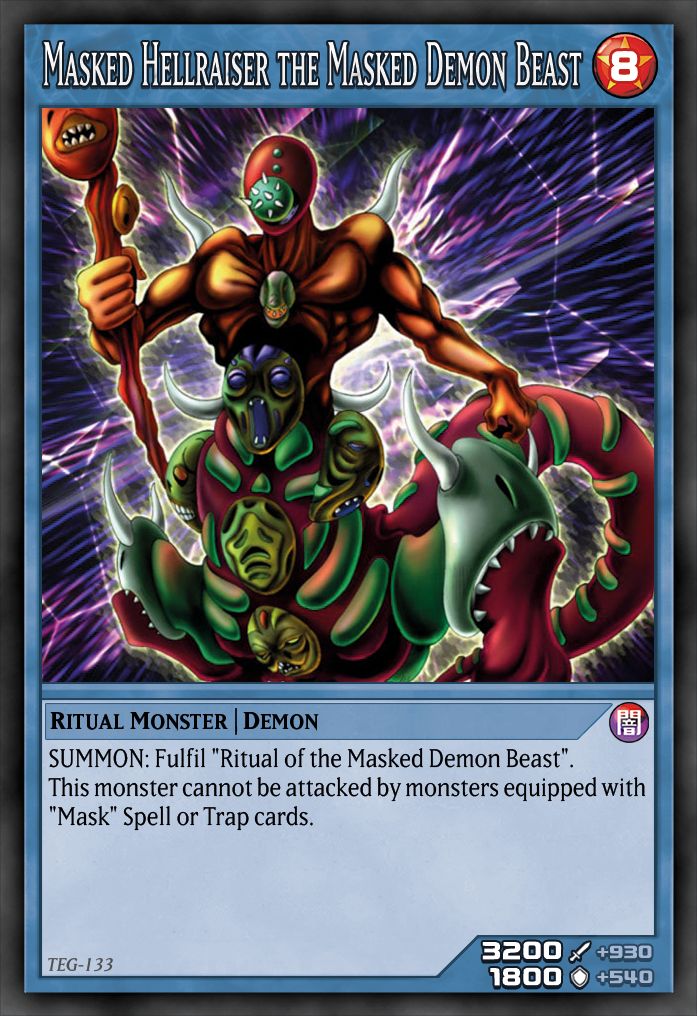 Masked Hellraiser the Masked Demon Beast 8
Ritual Monster | Demon 闇
SUMMON: Fulfil "Ritual of the Masked Demon Beast".
This monster cannot be attacked by monsters equipped with
"Mask" Spell or Trap cards.
TEG-133
3200 +930
1800 +540